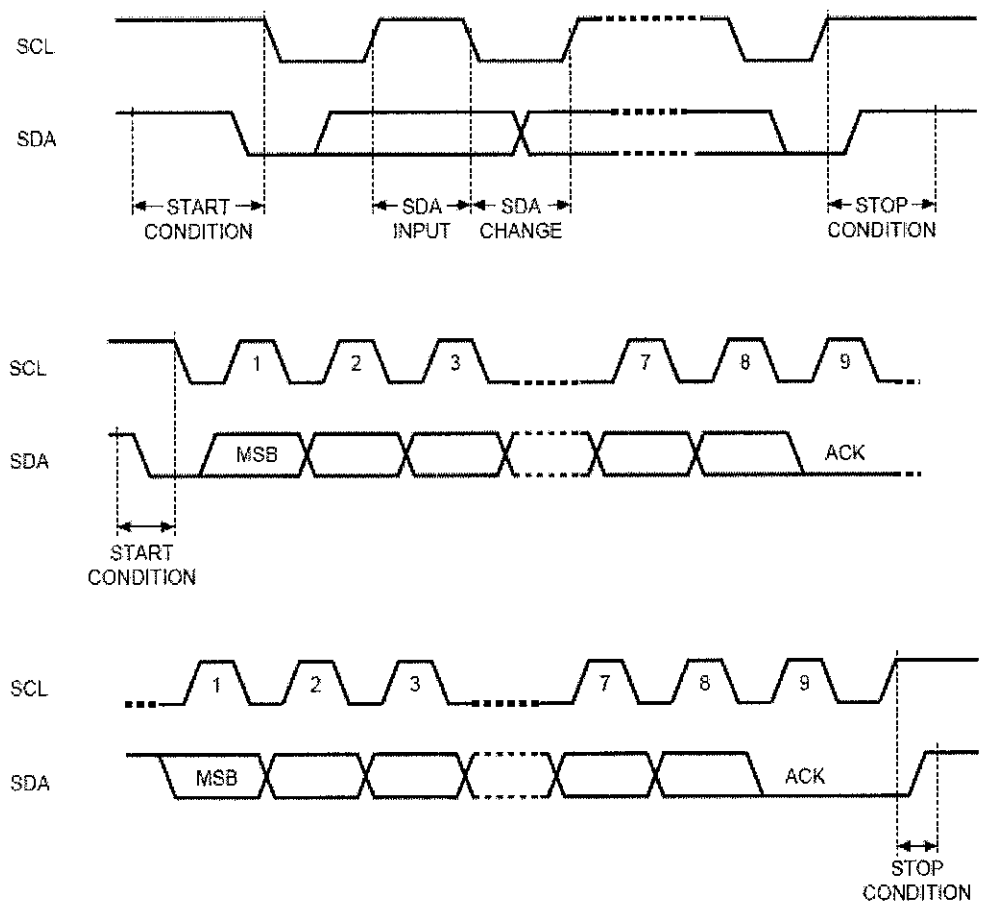 SCL
SDA
START
CONDITION
SDA
INPUT
SDA
CHANGE
STOP
CONDITION
SCL
1 2 3 7 8 9
SDA
MSB ACK
START
CONDITION
SCL
1 2 3 7 8 9
SDA
MSB ACK
STOP
CONDITION